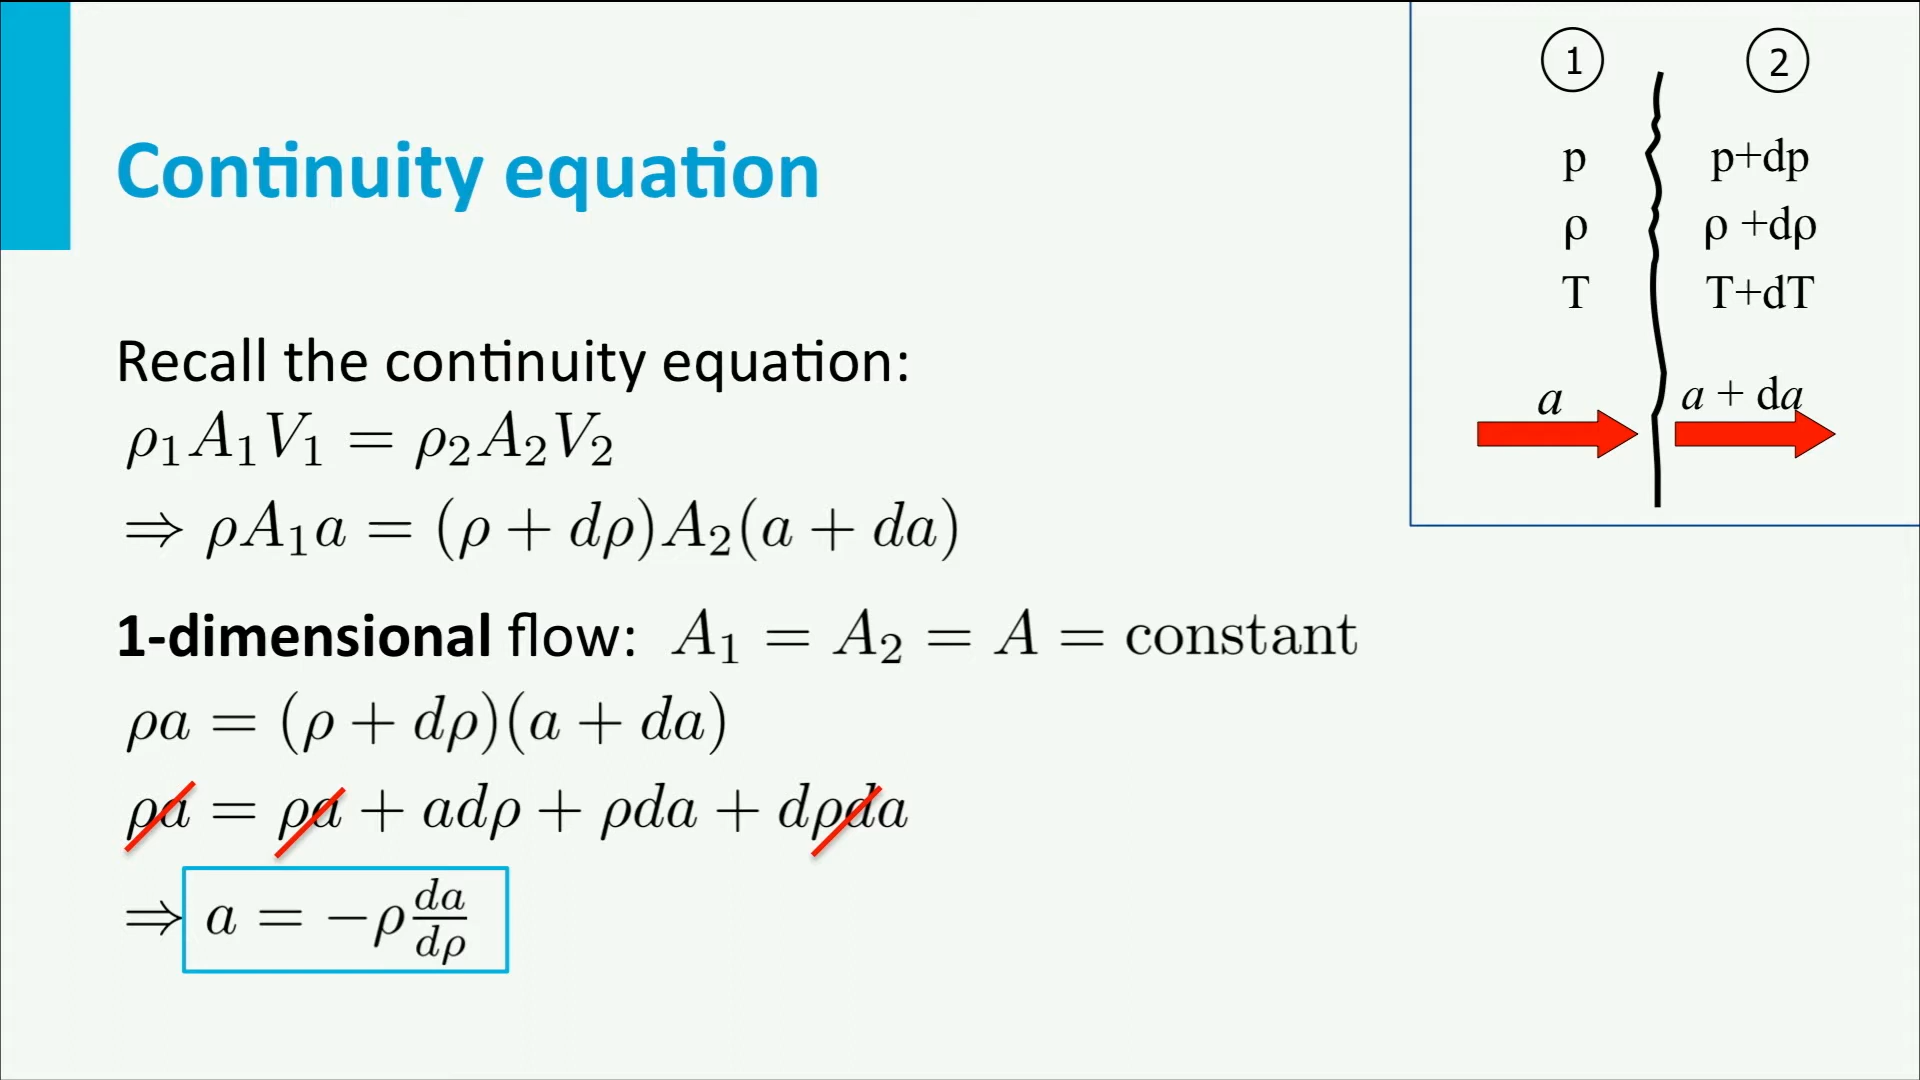 Continuity equation
Recall the continuity equation:
ρ₁A₁V₁ = ρ₂A₂V₂
⇒ ρA₁a = (ρ + dρ)A₂(a + da)
1-dimensional flow: A₁ = A₂ = A = constant
ρa = (ρ + dρ)(a + da)
ρa = ρa + adρ + ρda + dρda
⇒ a = −ρ da/dρ
1 2
p p+dp
ρ ρ +dρ
T T+dT
a a + da